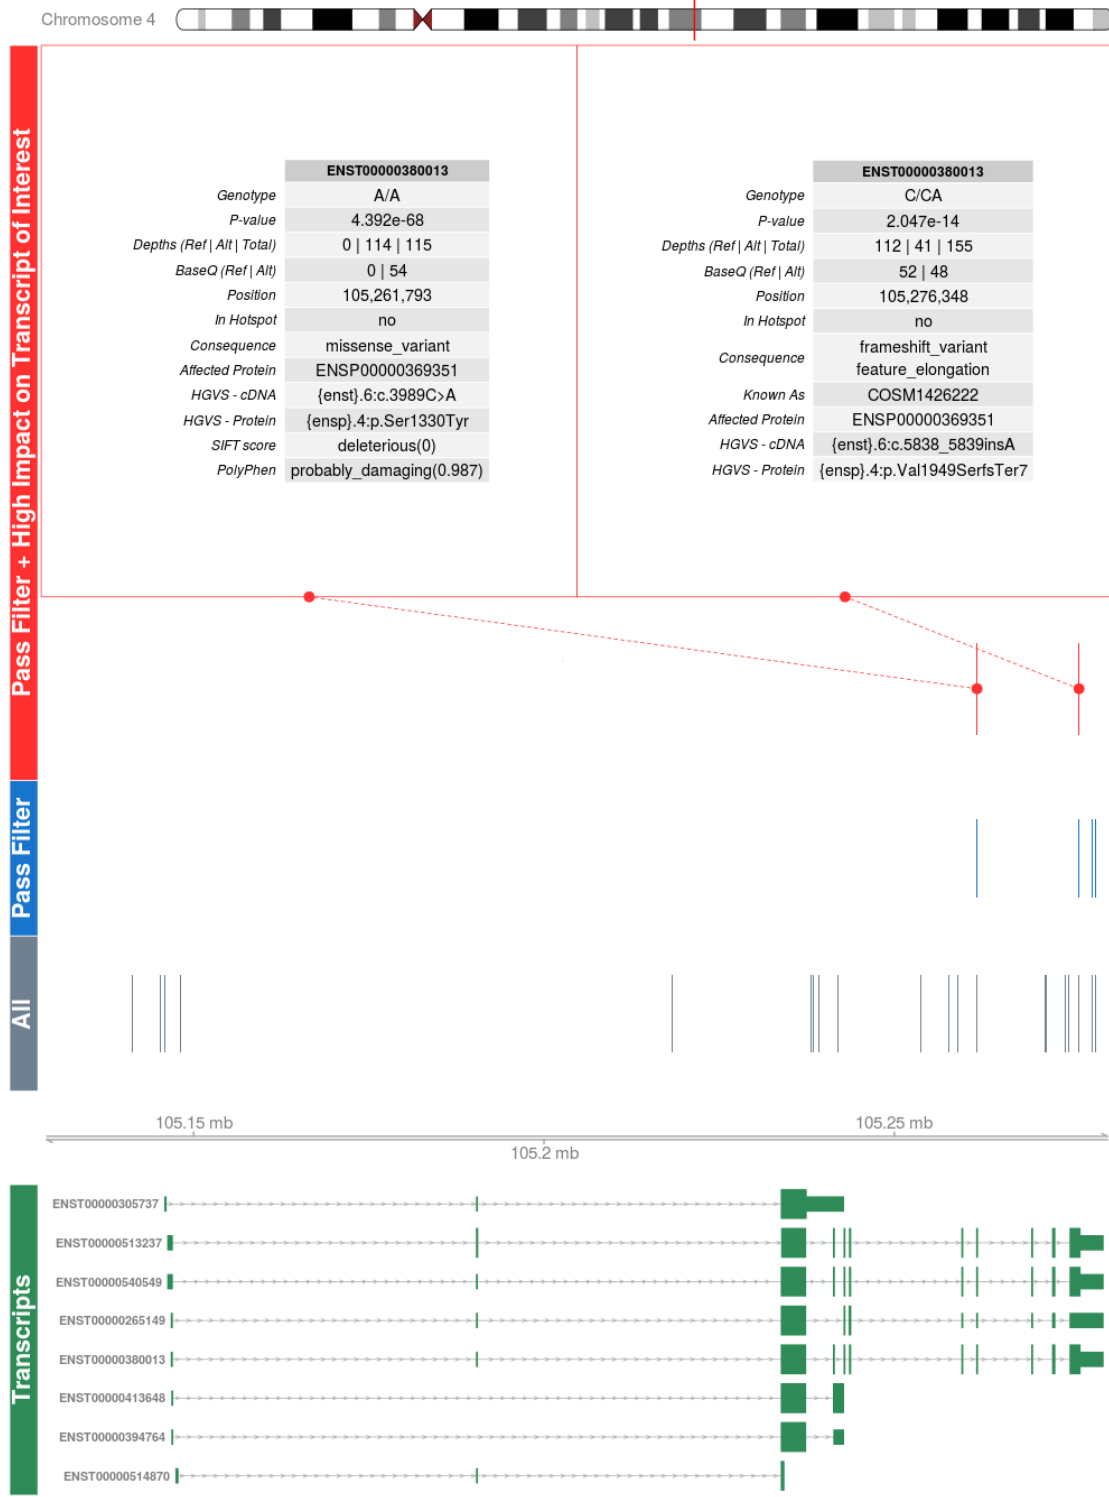 Chromosome 4
Pass Filter + High Impact on Transcript of Interest
ENST00000380013
Genotype A/A
P-value 4.392e-68
Depths (Ref | Alt | Total) 0 | 114 | 115
BaseQ (Ref | Alt) 0 | 54
Position 105,261,793
In Hotspot no
Consequence missense_variant
Affected Protein ENSP00000369351
HGVS - cDNA {enst}.6:c.3989C>A
HGVS - Protein {ensp}.4:p.Ser1330Tyr
SIFT score deleterious(0)
PolyPhen probably_damaging(0.987)
ENST00000380013
Genotype C/CA
P-value 2.047e-14
Depths (Ref | Alt | Total) 112 | 41 | 155
BaseQ (Ref | Alt) 52 | 48
Position 105,276,348
In Hotspot no
Consequence frameshift_variant
feature_elongation
Known As COSM1426222
Affected Protein ENSP00000369351
HGVS - cDNA {enst}.6:c.5838_5839insA
HGVS - Protein {ensp}.4:p.Val1949SerfsTer7
Pass Filter
All
105.15 mb
105.2 mb
105.25 mb
Transcripts
ENST00000305737
ENST00000513237
ENST00000540549
ENST00000265149
ENST00000380013
ENST00000413648
ENST00000394764
ENST00000514870